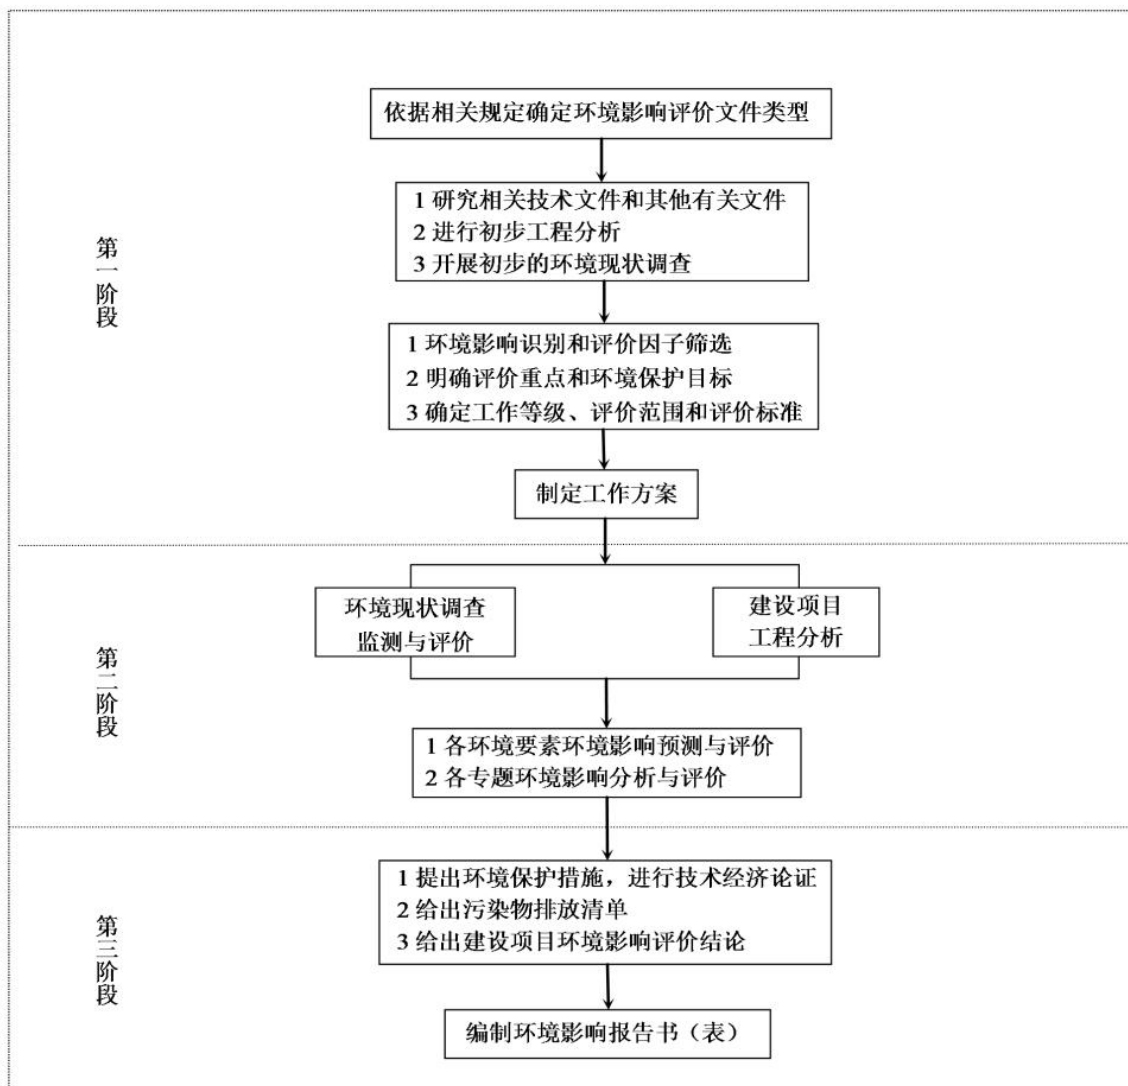 依据相关规定确定环境影响评价文件类型
1 研究相关技术文件和其他有关文件
2 进行初步工程分析
3 开展初步的环境现状调查
第一阶段
1 环境影响识别和评价因子筛选
2 明确评价重点和环境保护目标
3 确定工作等级、评价范围和评价标准
制定工作方案
环境现状调查
监测与评价
建设项目
工程分析
第二阶段
1 各环境要素环境影响预测与评价
2 各专题环境影响分析与评价
1 提出环境保护措施，进行技术经济论证
2 给出污染物排放清单
3 给出建设项目环境影响评价结论
第三阶段
编制环境影响报告书（表）